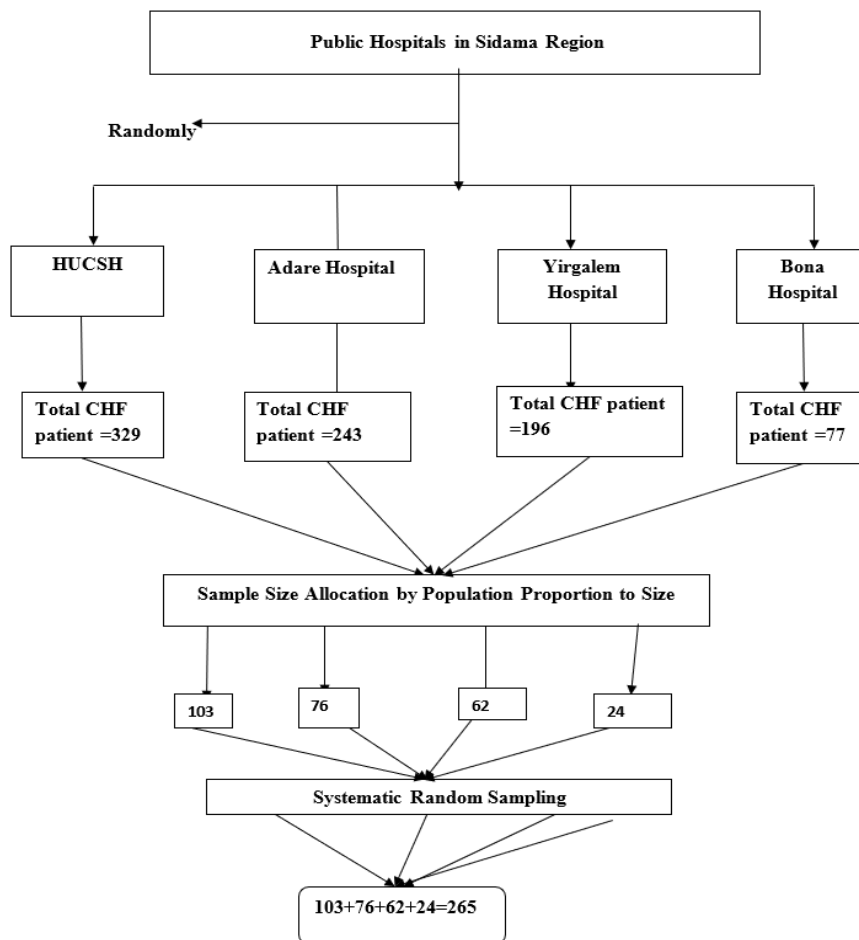 Public Hospitals in Sidama Region
Randomly
HUCSH
Adare Hospital
Yirgalem
Hospital
Bona
Hospital
Total CHF
patient =329
Total CHF
patient =243
Total CHF patient
=196
Total CHF
patient =77
Sample Size Allocation by Population Proportion to Size
103
76
62
24
Systematic Random Sampling
103+76+62+24=265